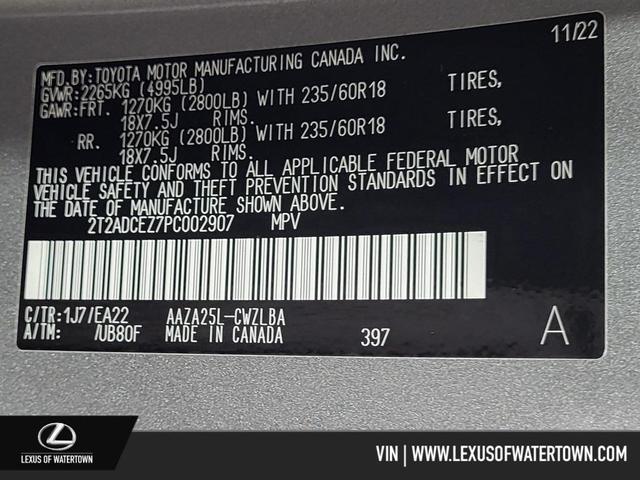 11/22
MFD.BY:TOYOTA MOTOR MANUFACTURING CANADA INC.
GVWR:2265KG (4995LB)
GAWR:FRT. 1270KG (2800LB) WITH 235/60R18 TIRES,
18X7.5J RIMS.
RR. 1270KG (2800LB) WITH 235/60R18 TIRES,
18X7.5J RIMS.
THIS VEHICLE CONFORMS TO ALL APPLICABLE FEDERAL MOTOR
VEHICLE SAFETY AND THEFT PREVENTION STANDARDS IN EFFECT ON
THE DATE OF MANUFACTURE SHOWN ABOVE.
2T2ADCEZ7PC002907 MPV
C/TR:1J7/EA22 AAZA25L-CWZLBA
A/TM: /UB80F MADE IN CANADA 397 A
LEXUS OF WATERTOWN
VIN | WWW.LEXUSOFWATERTOWN.COM